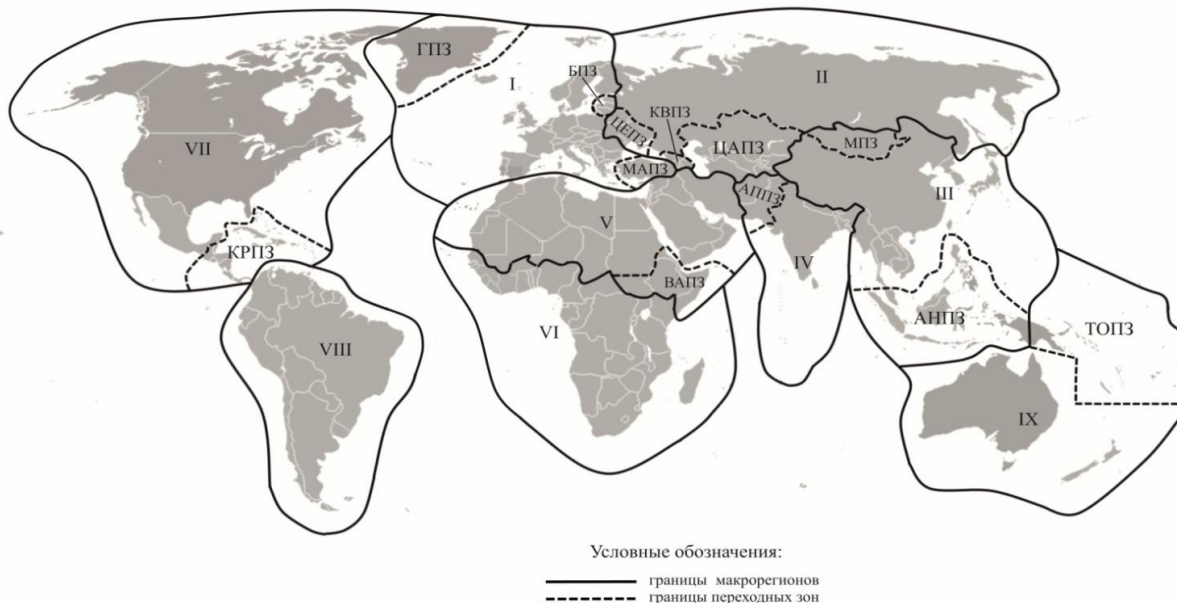 ГПЗ
I
БПЗ
II
ЦЕПЗ
КВПЗ
VII
ЦАПЗ
МПЗ
МАПЗ
АППЗ
III
V
КРПЗ
IV
ВАПЗ
VI
АНПЗ
ТОПЗ
VIII
IX
Условные обозначения:
границы макрорегионов
границы переходных зон